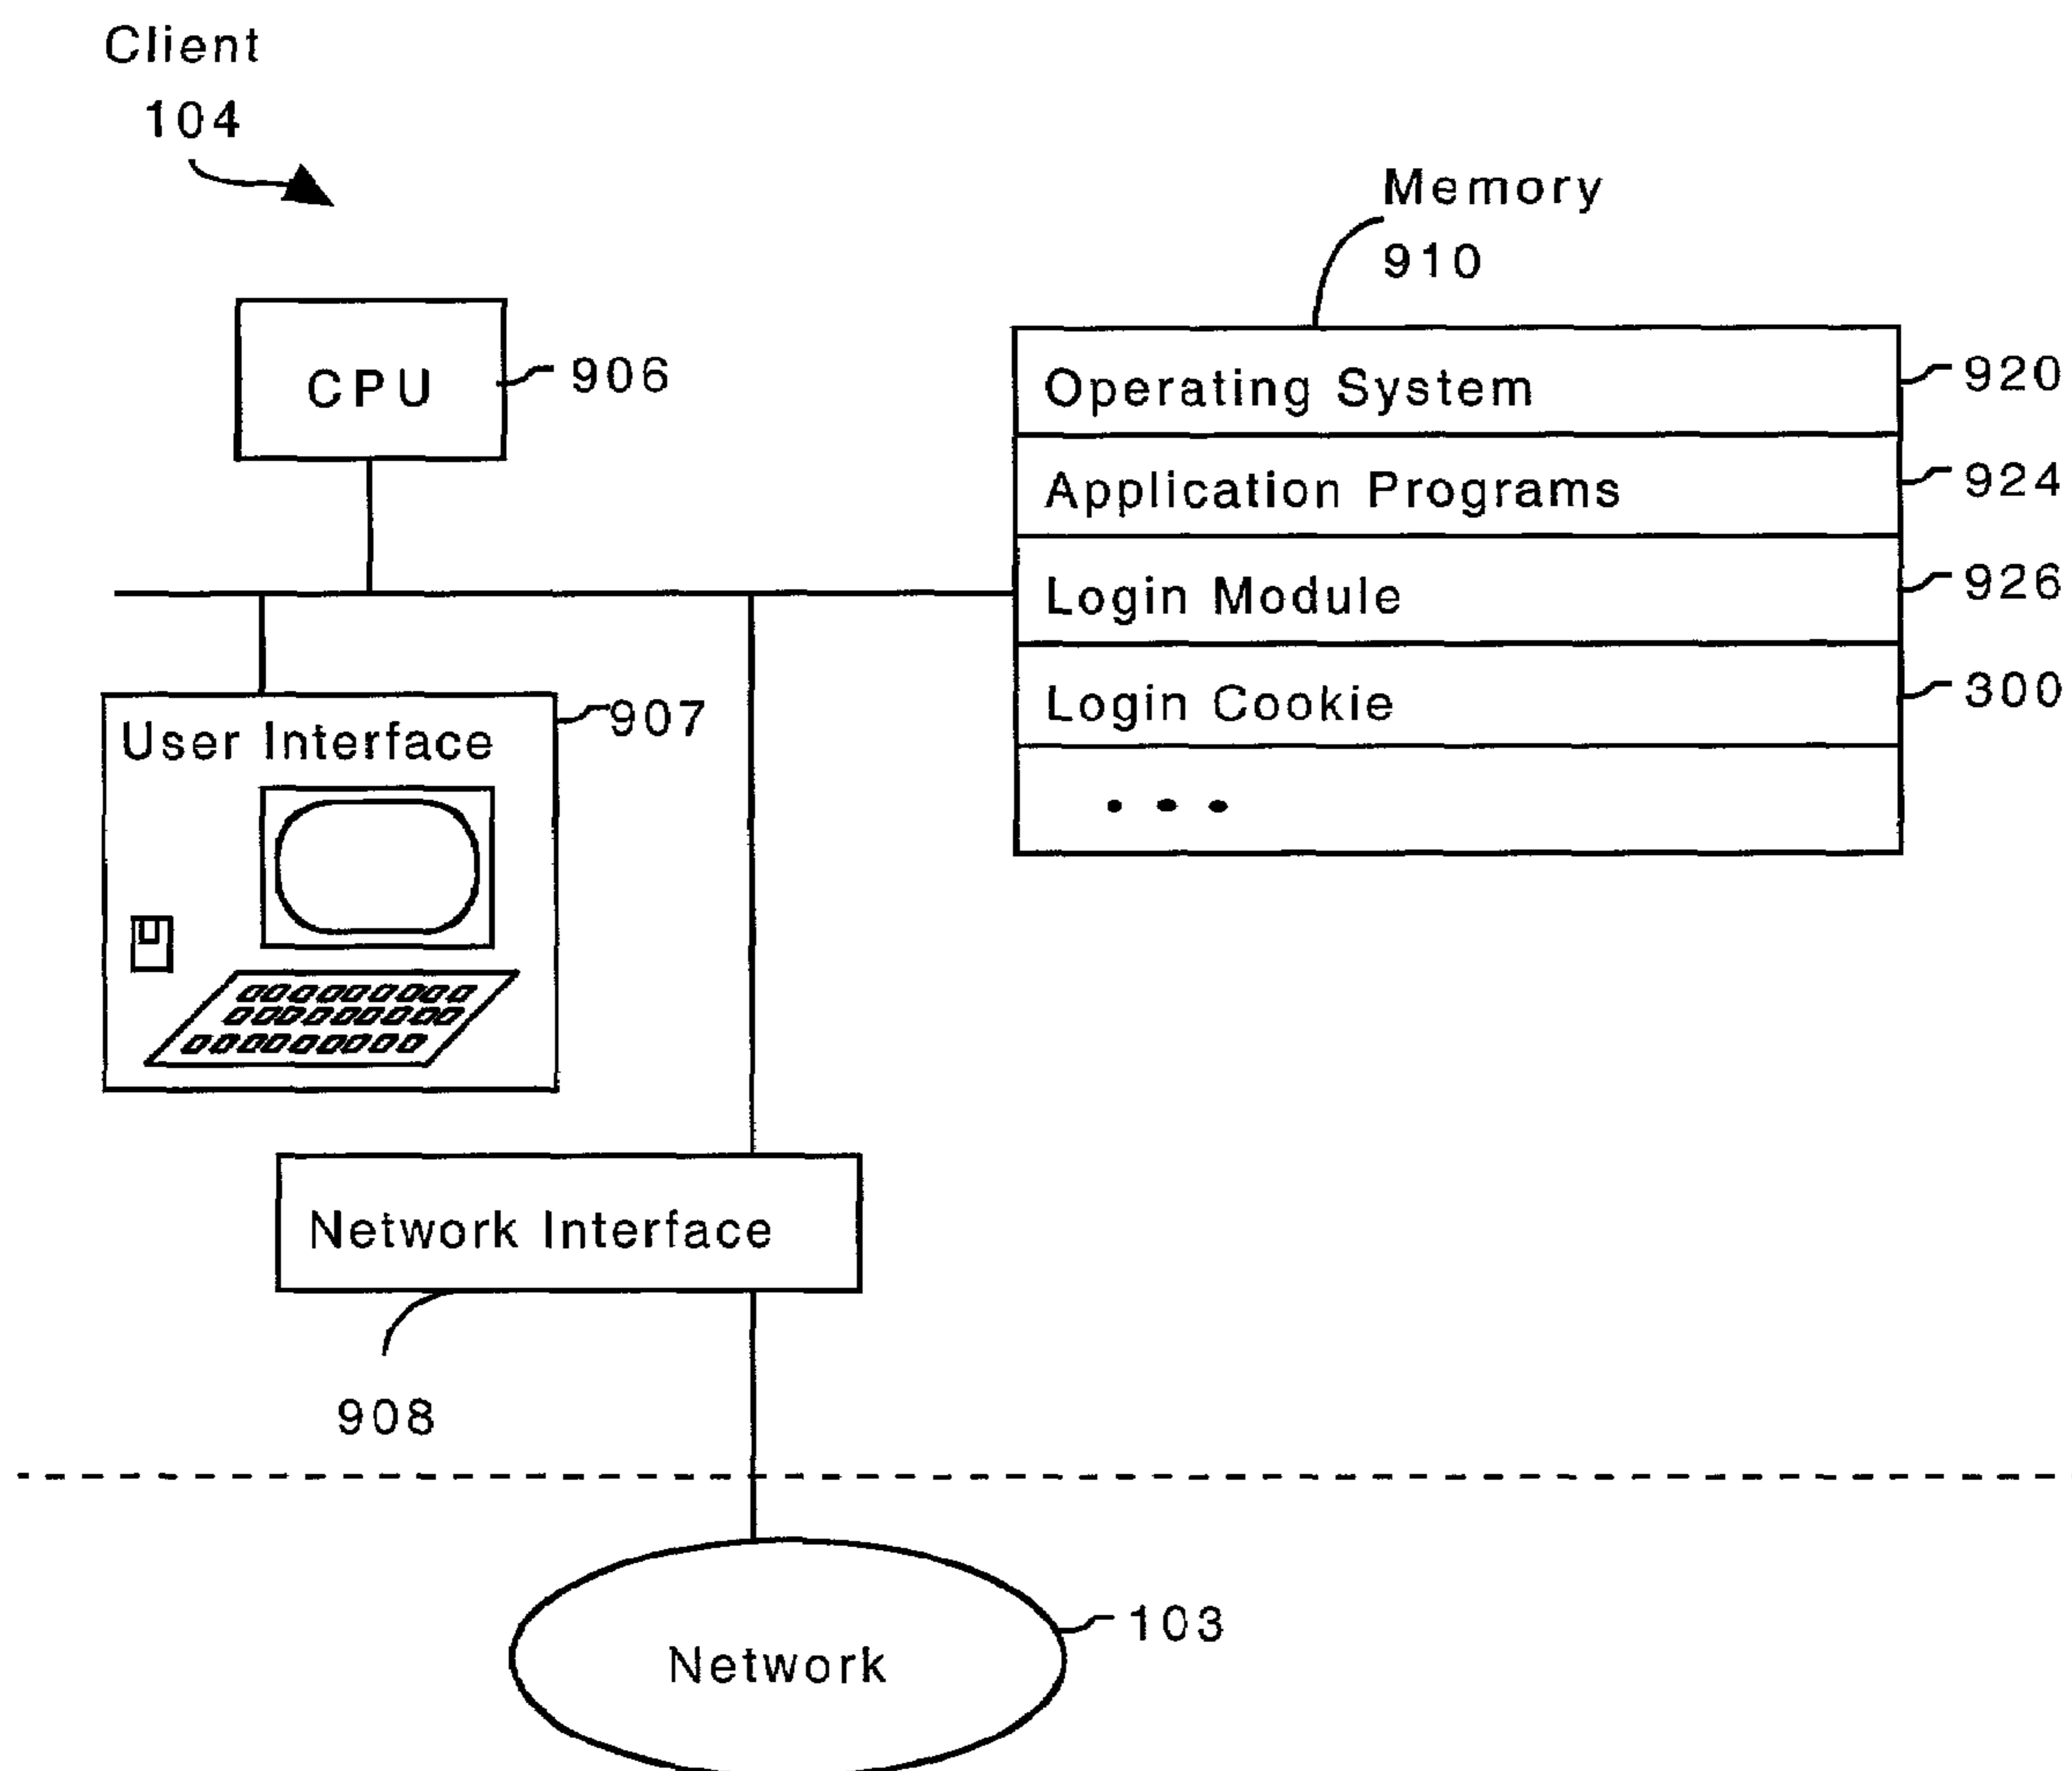 Client
104
Memory
910
CPU
906
Operating System
920
Application Programs
924
Login Module
926
Login Cookie
300
• • •
User Interface
907
Network Interface
908
Network
103